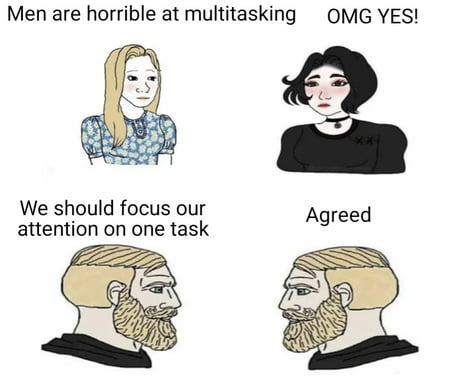 Men are horrible at multitasking
OMG YES!
We should focus our
attention on one task
Agreed